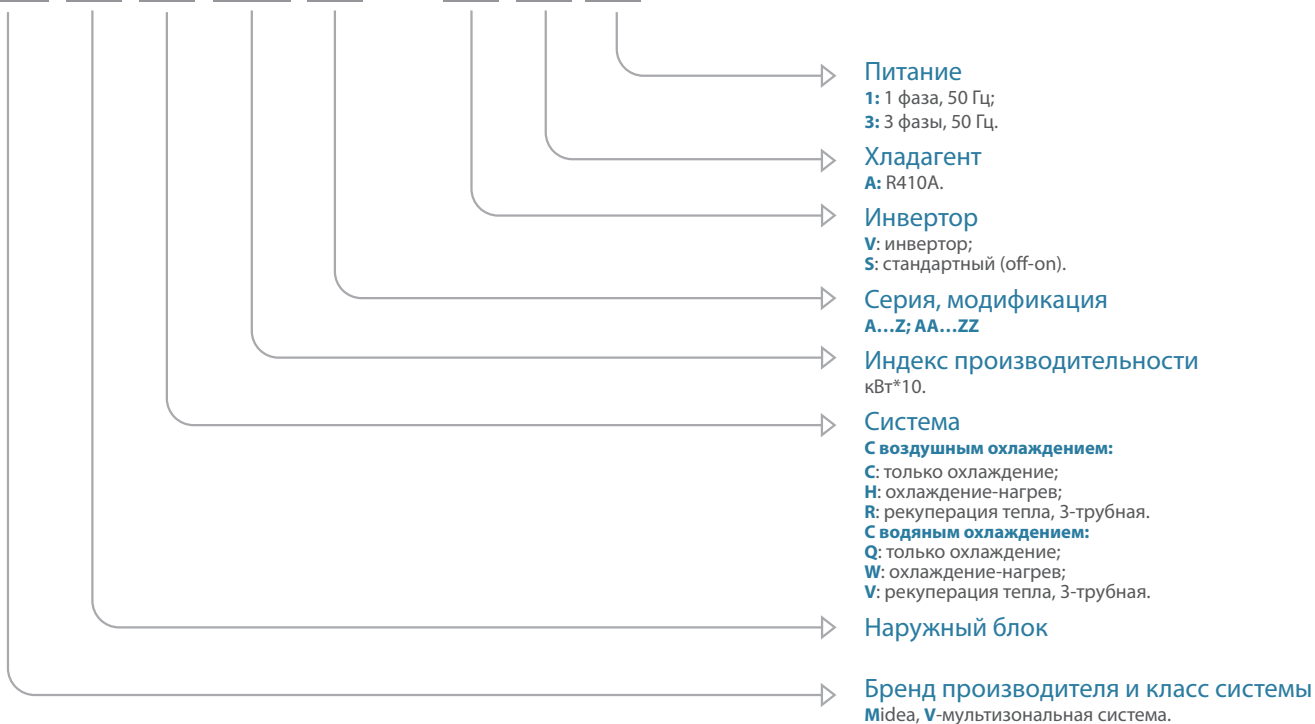 Питание
1: 1 фаза, 50 Гц;
3: 3 фазы, 50 Гц.
Хладагент
A: R410A.
Инвертор
V: инвертор;
S: стандартный (off-on).
Серия, модификация
A…Z; AA…ZZ
Индекс производительности
кВт*10.
Система
С воздушным охлаждением:
C: только охлаждение;
H: охлаждение-нагрев;
R: рекуперация тепла, 3-трубная.
С водяным охлаждением:
Q: только охлаждение;
W: охлаждение-нагрев;
V: рекуперация тепла, 3-трубная.
Наружный блок
Бренд производителя и класс системы
Midea, V-мультизональная система.